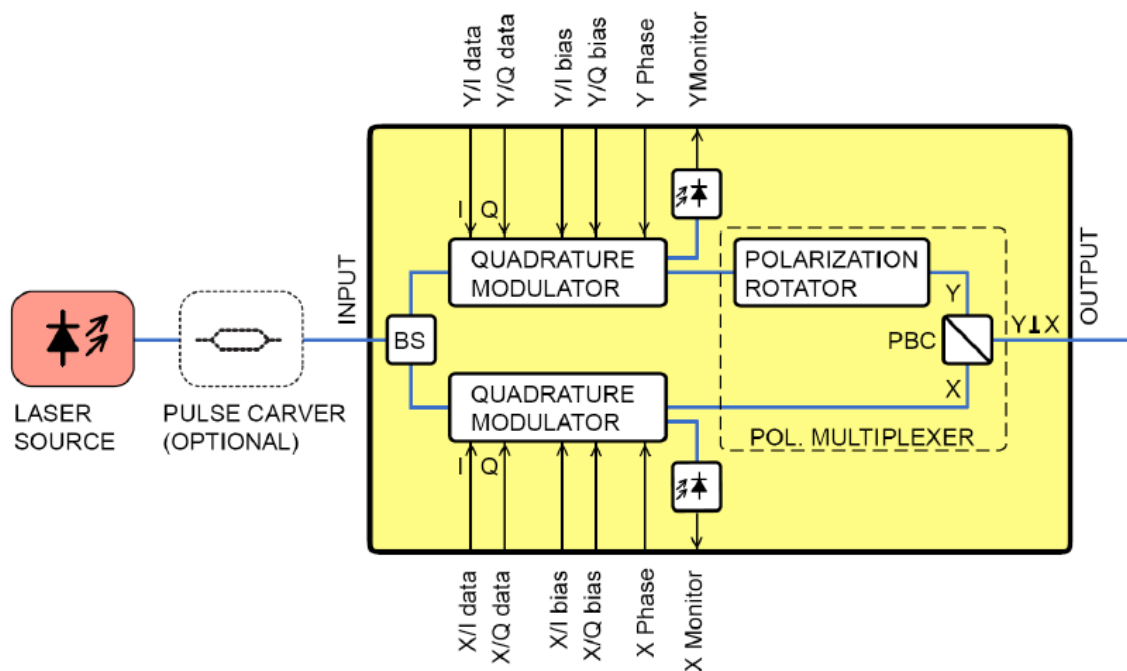 Y/I data
Y/Q data
Y/I bias
Y/Q bias
Y Phase
YMonitor
I Q
QUADRATURE
MODULATOR
POLARIZATION
ROTATOR
INPUT
OUTPUT
Y
BS
PBC
Y⊥X
X
LASER
SOURCE
PULSE CARVER
(OPTIONAL)
QUADRATURE
MODULATOR
POL. MULTIPLEXER
I Q
X/I data
X/Q data
X/I bias
X/Q bias
X Phase
X Monitor